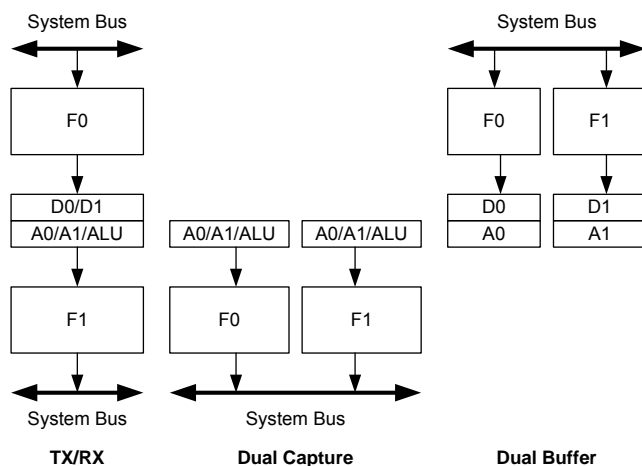 System Bus
System Bus
F0
F0
F1
D0/D1
D0
D1
A0/A1/ALU
A0/A1/ALU
A0/A1/ALU
A0
A1
F1
F0
F1
System Bus
System Bus
TX/RX
Dual Capture
Dual Buffer